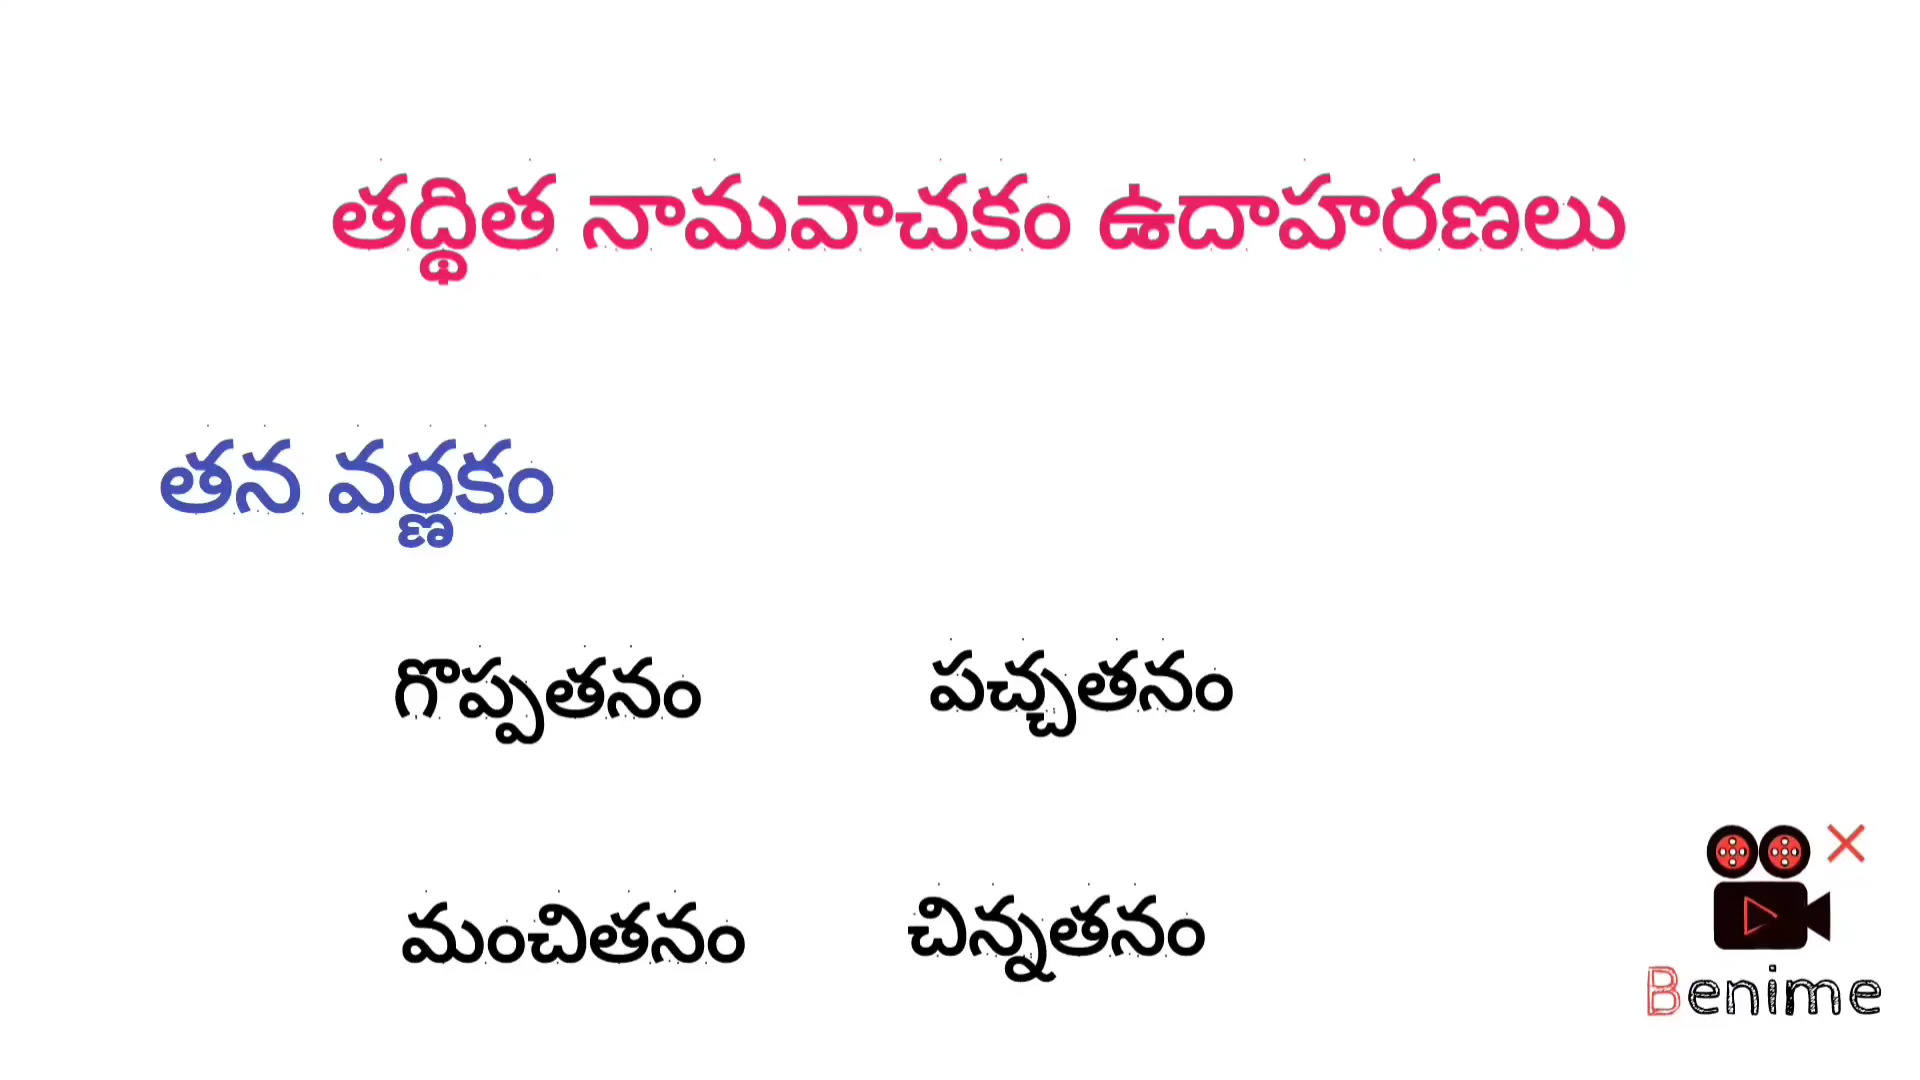 తద్ధిత నామవాచకం ఉదాహరణలు
తన వర్ణకం
గొప్పతనం పచ్చతనం
మంచితనం చిన్నతనం
Benime